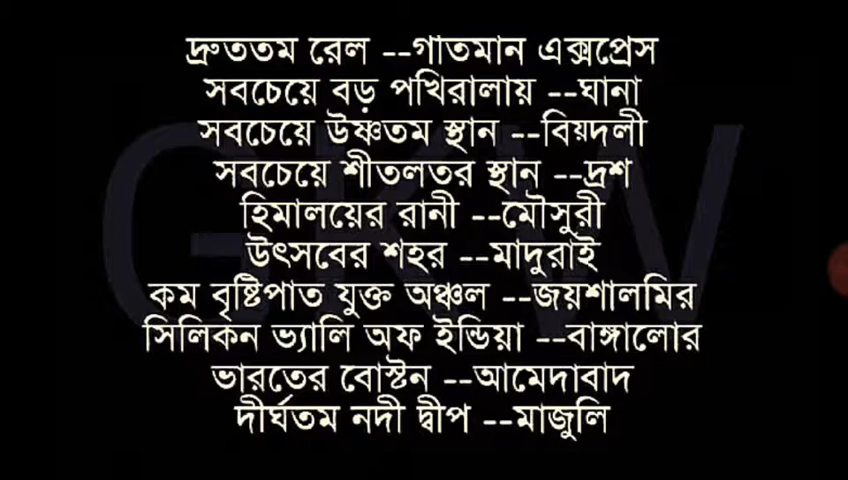 দ্রুততম রেল --গাতমান এক্সপ্রেস
সবচেয়ে বড় পখিরালায় --ঘানা
সবচেয়ে উষ্ণতম স্থান --বিয়দলী
সবচেয়ে শীতলতর স্থান --দ্রশ
হিমালয়ের রানী --মৌসুরী
উৎসবের শহর --মাদুরাই
কম বৃষ্টিপাত যুক্ত অঞ্চল --জয়শালমির
সিলিকন ভ্যালি অফ ইন্ডিয়া --বাঙ্গালোর
ভারতের বোস্টন --আমেদাবাদ
দীর্ঘতম নদী দ্বীপ --মাজুলি
GKW